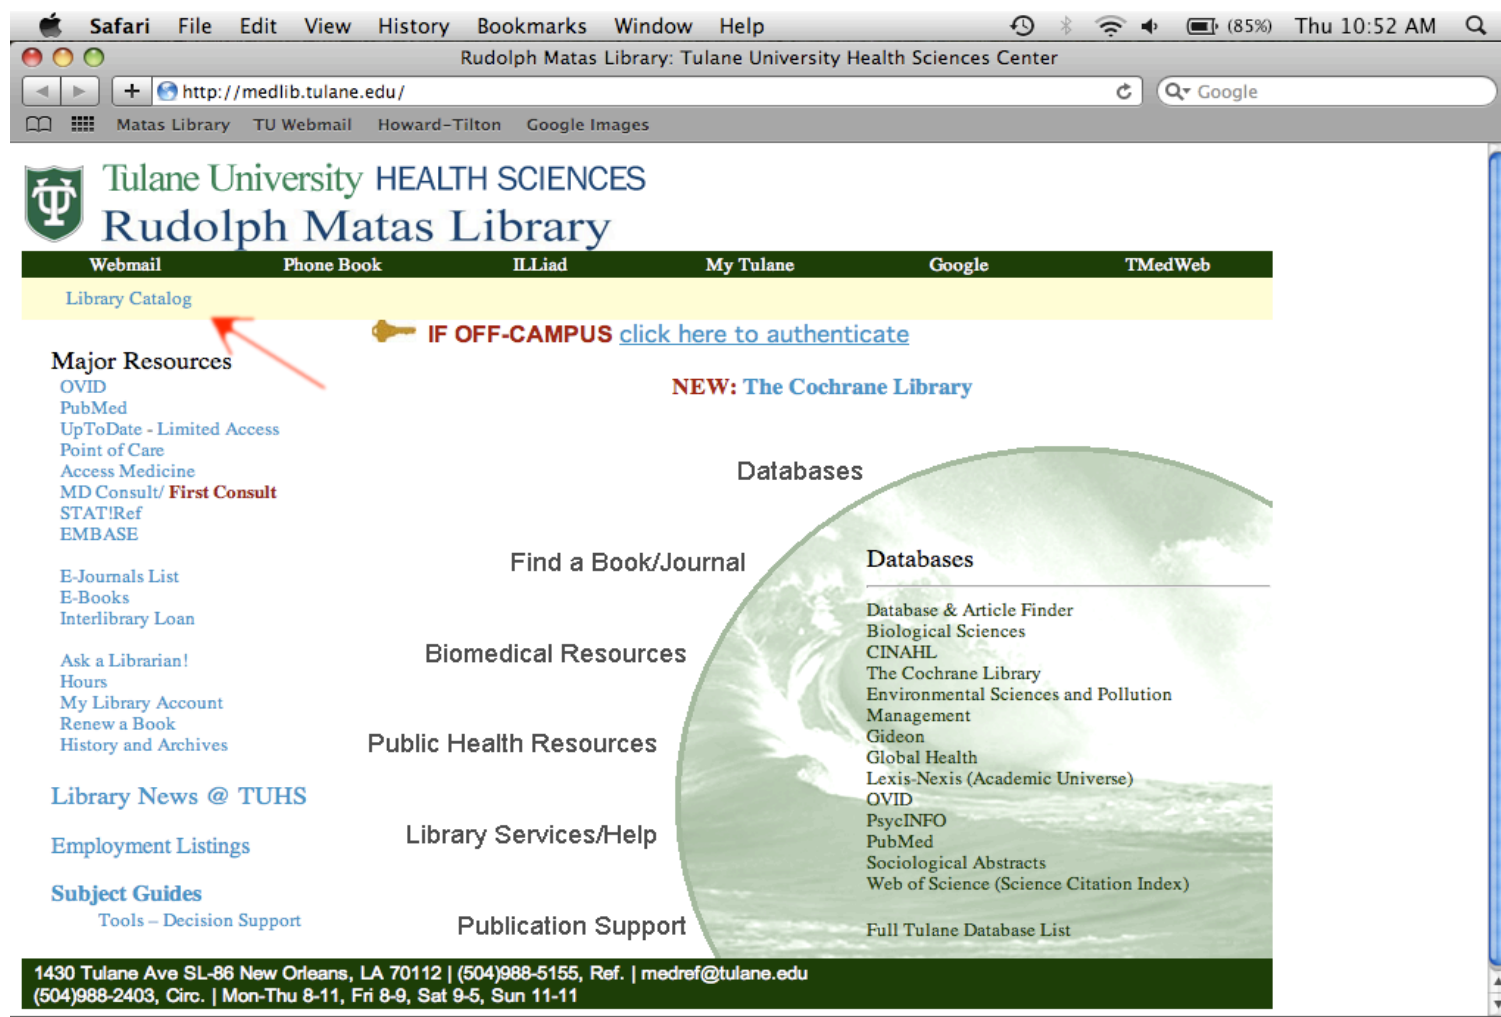 Safari File Edit View History Bookmarks Window Help (85%) Thu 10:52 AM
Rudolph Matas Library: Tulane University Health Sciences Center
http://medlib.tulane.edu/ Google
Matas Library TU Webmail Howard-Tilton Google Images
Tulane University HEALTH SCIENCES
Rudolph Matas Library
Webmail Phone Book ILLiad My Tulane Google TMedWeb
Library Catalog
IF OFF-CAMPUS click here to authenticate
NEW: The Cochrane Library
Major Resources
OVID
PubMed
UpToDate - Limited Access
Point of Care
Access Medicine
MD Consult/ First Consult
STAT!Ref
EMBASE
E-Journals List
E-Books
Interlibrary Loan
Ask a Librarian!
Hours
My Library Account
Renew a Book
History and Archives
Library News @ TUHS
Employment Listings
Subject Guides
Tools – Decision Support
Databases
Find a Book/Journal
Biomedical Resources
Public Health Resources
Library Services/Help
Publication Support
Databases
Database & Article Finder
Biological Sciences
CINAHL
The Cochrane Library
Environmental Sciences and Pollution
Management
Gideon
Global Health
Lexis-Nexis (Academic Universe)
OVID
PsycINFO
PubMed
Sociological Abstracts
Web of Science (Science Citation Index)
Full Tulane Database List
1430 Tulane Ave SL-86 New Orleans, LA 70112 | (504)988-5155, Ref. | medref@tulane.edu
(504)988-2403, Circ. | Mon-Thu 8-11, Fri 8-9, Sat 9-5, Sun 11-11